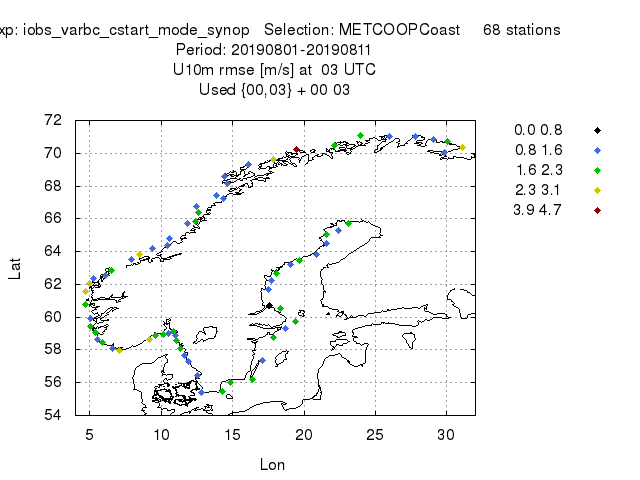 xp: iobs_varbc_cstart_mode_synop Selection: METCOOPCoast 68 stations
Period: 20190801-20190811
U10m rmse [m/s] at 03 UTC
Used {00,03} + 00 03
72
70
68
66
64
62
60
58
56
54
Lat
5 10 15 20 25 30
Lon
0.0 0.8
0.8 1.6
1.6 2.3
2.3 3.1
3.9 4.7